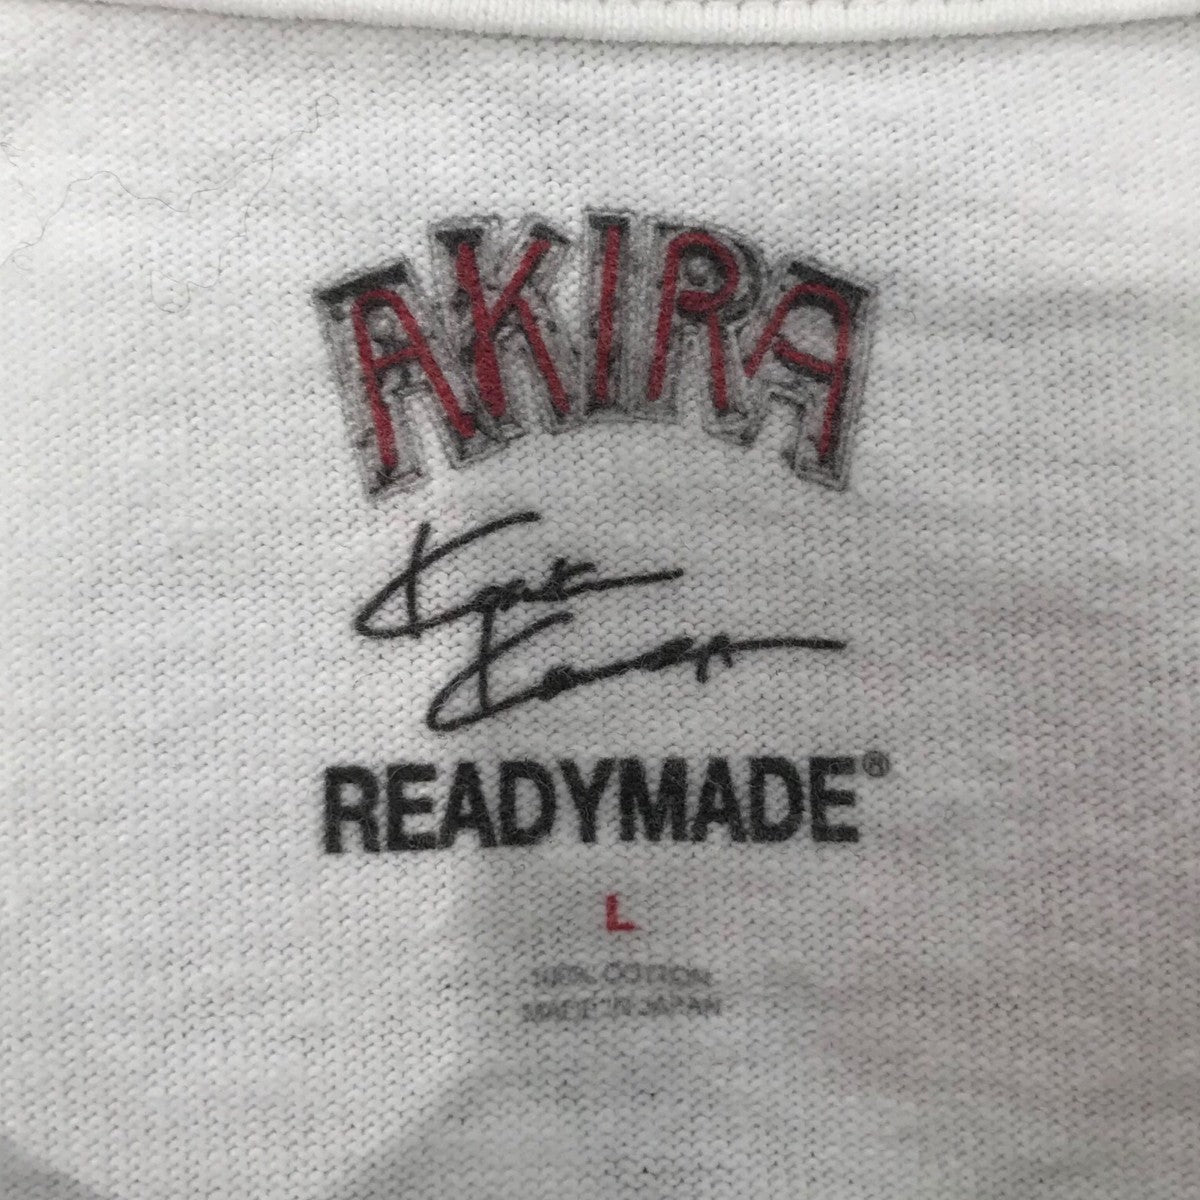 AKIRA
READYMADE®
L
100% COTTON
MADE IN JAPAN